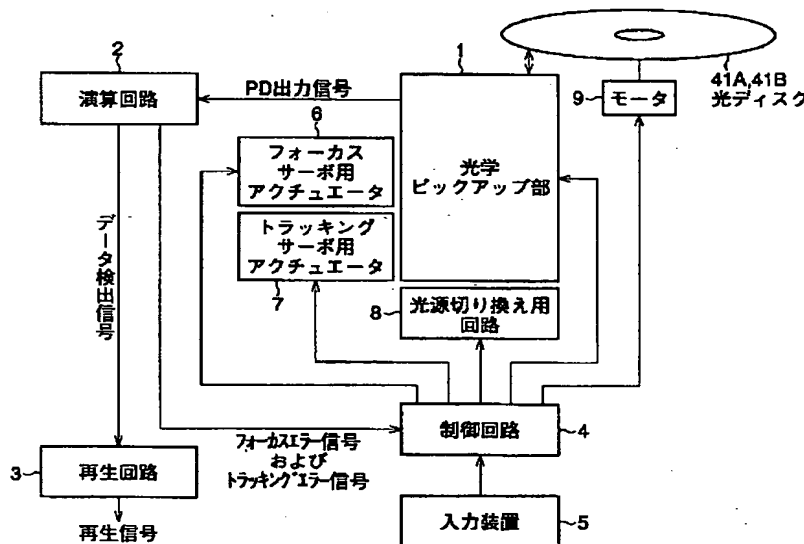 2
演算回路
PD出力信号
1
光学
ピックアップ部
41A,41B
光ディスク
9
モータ
6
フォーカス
サーボ用
アクチュエータ
トラッキング
サーボ用
アクチュエータ
7
データ検出信号
8
光源切り換え用
回路
制御回路
4
フォーカスエラー信号
および
トラッキングエラー信号
3
再生回路
再生信号
入力装置
5